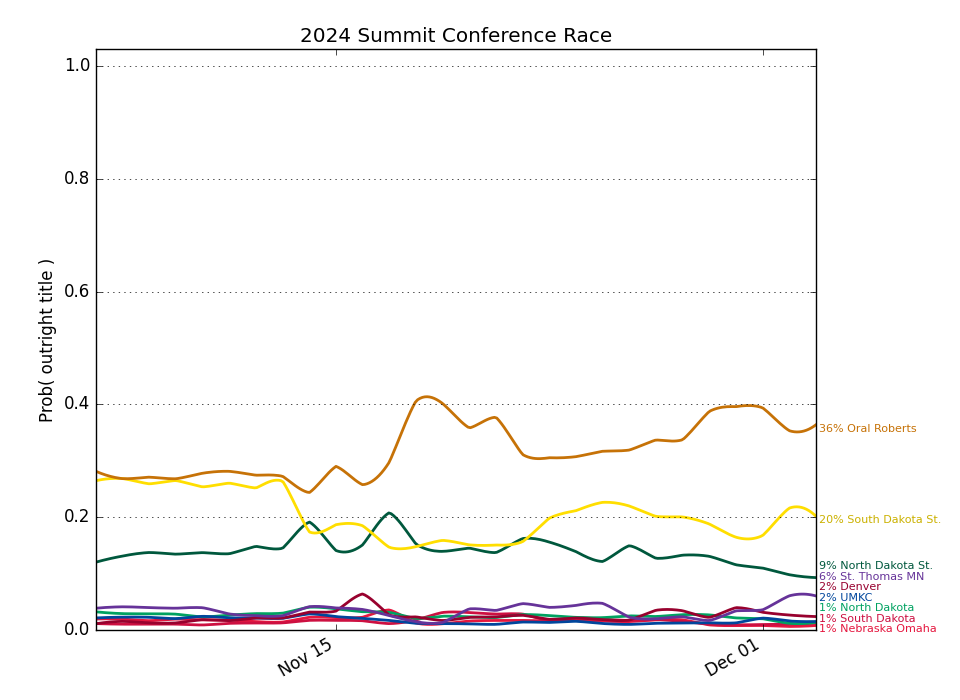 2024 Summit Conference Race
1.0
0.8
0.6
0.4
0.2
0.0
Prob( outright title )
Nov 15
Dec 01
36% Oral Roberts
20% South Dakota St.
9% North Dakota St.
6% St. Thomas MN
2% Denver
2% UMKC
1% North Dakota
1% South Dakota
1% Nebraska Omaha